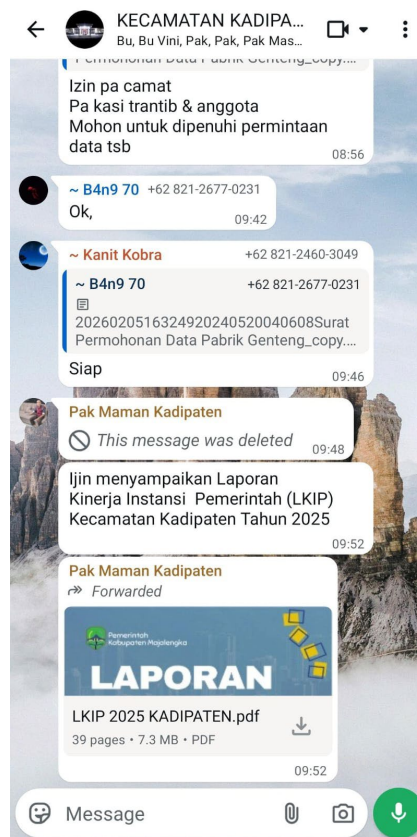 KECAMATAN KADIPA...
Bu, Bu Vini, Pak, Pak, Pak Mas...
Permohonan Data Pabrik Genteng_copy....
Izin pa camat
Pa kasi trantib & anggota
Mohon untuk dipenuhi permintaan
data tsb
08:56
~ B4n9 70 +62 821-2677-0231
Ok,
09:42
~ Kanit Kobra +62 821-2460-3049
~ B4n9 70 +62 821-2677-0231
2026020516324920240520040608Surat
Permohonan Data Pabrik Genteng_copy....
Siap
09:46
Pak Maman Kadipaten
This message was deleted
09:48
Ijin menyampaikan Laporan
Kinerja Instansi Pemerintah (LKIP)
Kecamatan Kadipaten Tahun 2025
09:52
Pak Maman Kadipaten
Forwarded
Pemerintah
Kabupaten Majalengka
LAPORAN
LKIP 2025 KADIPATEN.pdf
39 pages • 7.3 MB • PDF
09:52
Message